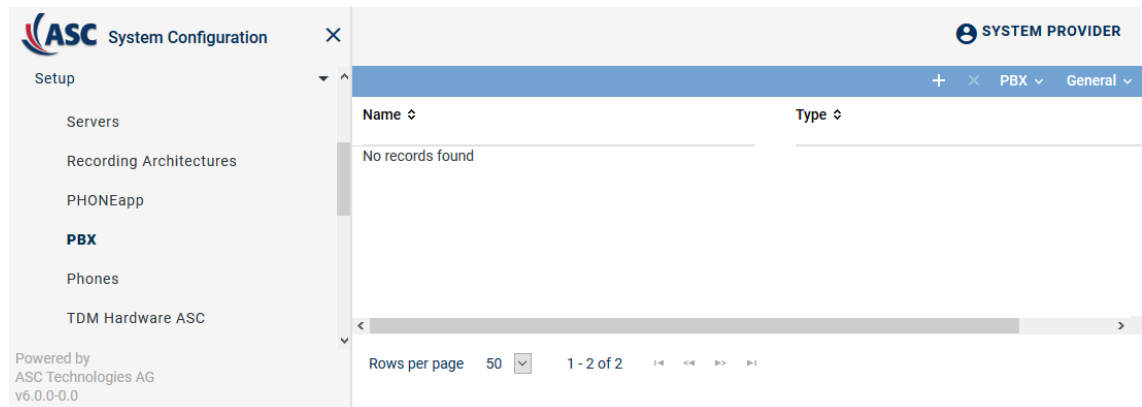 ASC System Configuration
SYSTEM PROVIDER
Setup
PBX General
Servers
Recording Architectures
PHONEapp
PBX
Phones
TDM Hardware ASC
Powered by
ASC Technologies AG
v6.0.0-0.0
Name Type
No records found
Rows per page 50 1 - 2 of 2